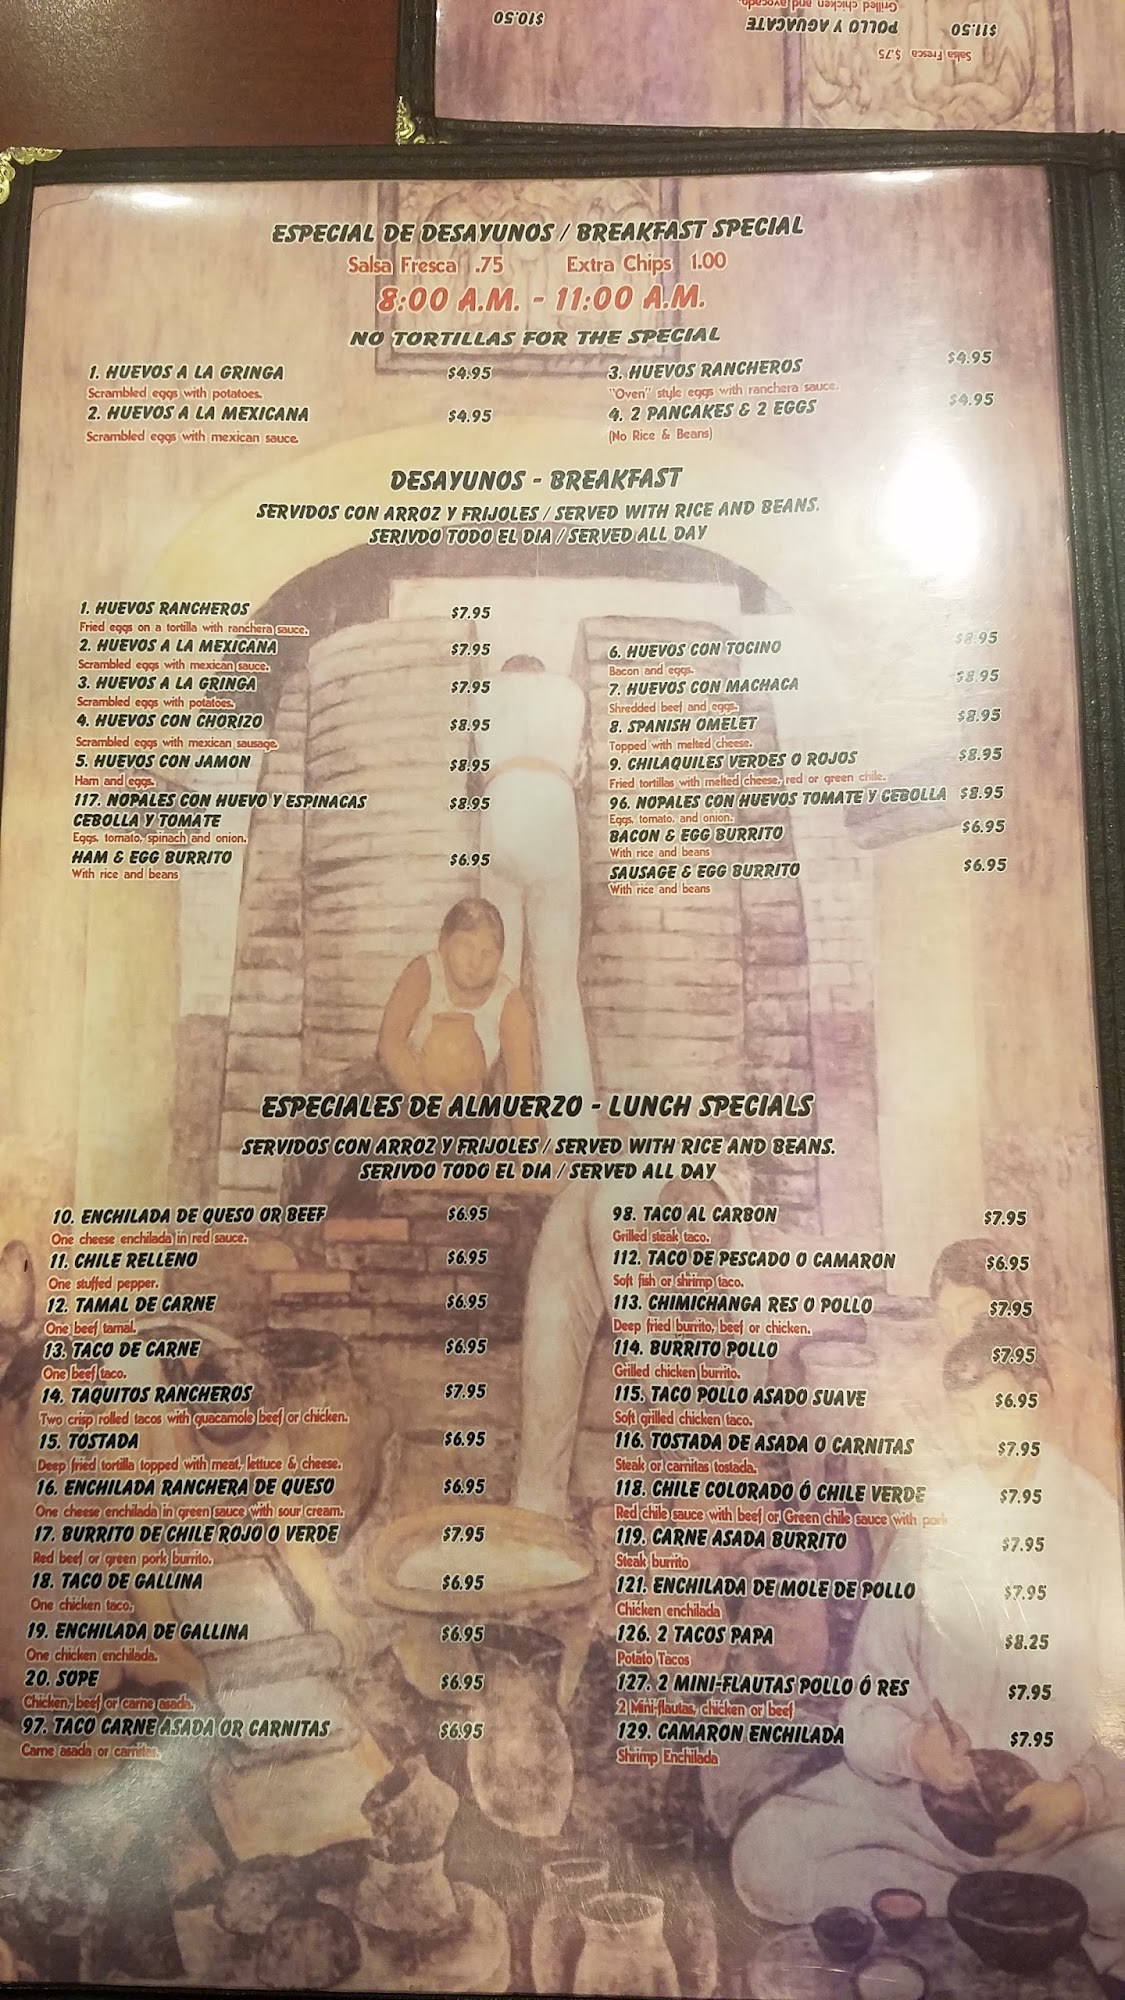 $10.50
Grilled chicken and avocado.
POLLO Y AGUACATE $11.50
Salsa Fresca $.75
ESPECIAL DE DESAYUNOS / BREAKFAST SPECIAL
Salsa Fresca .75 Extra Chips 1.00
8:00 A.M. - 11:00 A.M.
NO TORTILLAS FOR THE SPECIAL
1. HUEVOS A LA GRINGA $4.95
Scrambled eggs with potatoes.
2. HUEVOS A LA MEXICANA $4.95
Scrambled eggs with mexican sauce.
3. HUEVOS RANCHEROS $4.95
"Oven" style eggs with ranchera sauce.
4. 2 PANCAKES & 2 EGGS $4.95
(No Rice & Beans)
DESAYUNOS - BREAKFAST
SERVIDOS CON ARROZ Y FRIJOLES / SERVED WITH RICE AND BEANS.
SERIVDO TODO EL DIA / SERVED ALL DAY
1. HUEVOS RANCHEROS $7.95
Fried eggs on a tortilla with ranchera sauce.
2. HUEVOS A LA MEXICANA $7.95
Scrambled eggs with mexican sauce.
3. HUEVOS A LA GRINGA $7.95
Scrambled eggs with potatoes.
4. HUEVOS CON CHORIZO $8.95
Scrambled eggs with mexican sausage.
5. HUEVOS CON JAMON $8.95
Ham and eggs.
117. NOPALES CON HUEVO Y ESPINACAS $8.95
CEBOLLA Y TOMATE
Eggs, tomato, spinach and onion.
HAM & EGG BURRITO $6.95
With rice and beans
6. HUEVOS CON TOCINO $8.95
Bacon and eggs.
7. HUEVOS CON MACHACA $8.95
Shredded beef and eggs.
8. SPANISH OMELET $8.95
Topped with melted cheese.
9. CHILAQUILES VERDES O ROJOS $8.95
Fried tortillas with melted cheese, red or green chile.
96. NOPALES CON HUEVOS TOMATE Y CEBOLLA $8.95
Eggs, tomato, and onion.
BACON & EGG BURRITO $6.95
With rice and beans
SAUSAGE & EGG BURRITO $6.95
With rice and beans
ESPECIALES DE ALMUERZO - LUNCH SPECIALS
SERVIDOS CON ARROZ Y FRIJOLES / SERVED WITH RICE AND BEANS.
SERIVDO TODO EL DIA / SERVED ALL DAY
10. ENCHILADA DE QUESO OR BEEF $6.95
One cheese enchilada in red sauce.
11. CHILE RELLENO $6.95
One stuffed pepper.
12. TAMAL DE CARNE $6.95
One beef tamal.
13. TACO DE CARNE $6.95
One beef taco.
14. TAQUITOS RANCHEROS $7.95
Two crisp rolled tacos with guacamole beef or chicken.
15. TOSTADA $6.95
Deep fried tortilla topped with meat, lettuce & cheese.
16. ENCHILADA RANCHERA DE QUESO $6.95
One cheese enchilada in green sauce with sour cream.
17. BURRITO DE CHILE ROJO O VERDE $7.95
Red beef or green pork burrito.
18. TACO DE GALLINA $6.95
One chicken taco.
19. ENCHILADA DE GALLINA $6.95
One chicken enchilada.
20. SOPE $6.95
Chicken, beef or carne asada.
97. TACO CARNE ASADA OR CARNITAS $6.95
Carne asada or carnitas.
98. TACO AL CARBON $7.95
Grilled steak taco.
112. TACO DE PESCADO O CAMARON $6.95
Soft fish or shrimp taco.
113. CHIMICHANGA RES O POLLO $7.95
Deep fried burrito, beef or chicken.
114. BURRITO POLLO $7.95
Grilled chicken burrito.
115. TACO POLLO ASADO SUAVE $6.95
Soft grilled chicken taco.
116. TOSTADA DE ASADA O CARNITAS $7.95
Steak or carnitas tostada.
118. CHILE COLORADO Ó CHILE VERDE $7.95
Red chile sauce with beef or Green chile sauce with pork
119. CARNE ASADA BURRITO $7.95
Steak burrito
121. ENCHILADA DE MOLE DE POLLO $7.95
Chicken enchilada
126. 2 TACOS PAPA $8.25
Potato Tacos
127. 2 MINI-FLAUTAS POLLO Ó RES $7.95
2 Mini-flautas, chicken or beef
129. CAMARON ENCHILADA $7.95
Shrimp Enchilada